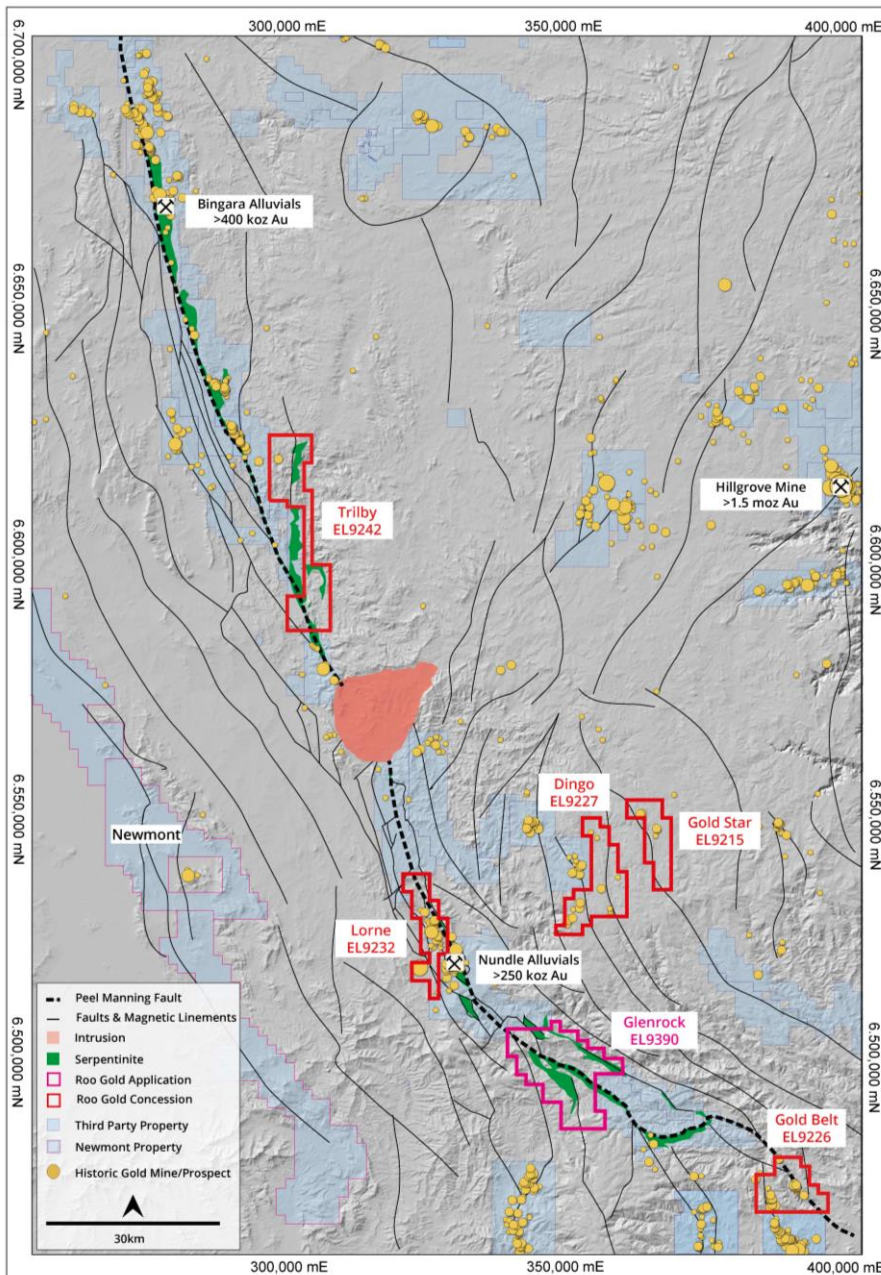 300,000 mE
350,000 mE
400,000 mE
6,700,000 mN
Bingara Alluvials
>400 koz Au
6,650,000 mN
6,650,000 mN
Hillgrove Mine
>1.5 moz Au
Trilby
EL9242
6,600,000 mN
6,600,000 mN
Dingo
EL9227
Gold Star
EL9215
6,550,000 mN
6,550,000 mN
Newmont
Lorne
EL9232
Nundle Alluvials
>250 koz Au
Glenrock
EL9390
6,500,000 mN
6,500,000 mN
Gold Belt
EL9226
Peel Manning Fault
Faults & Magnetic Linements
Intrusion
Serpentinite
Roo Gold Application
Roo Gold Concession
Third Party Property
Newmont Property
Historic Gold Mine/Prospect
30km
300,000 mE
350,000 mE
400,000 mE